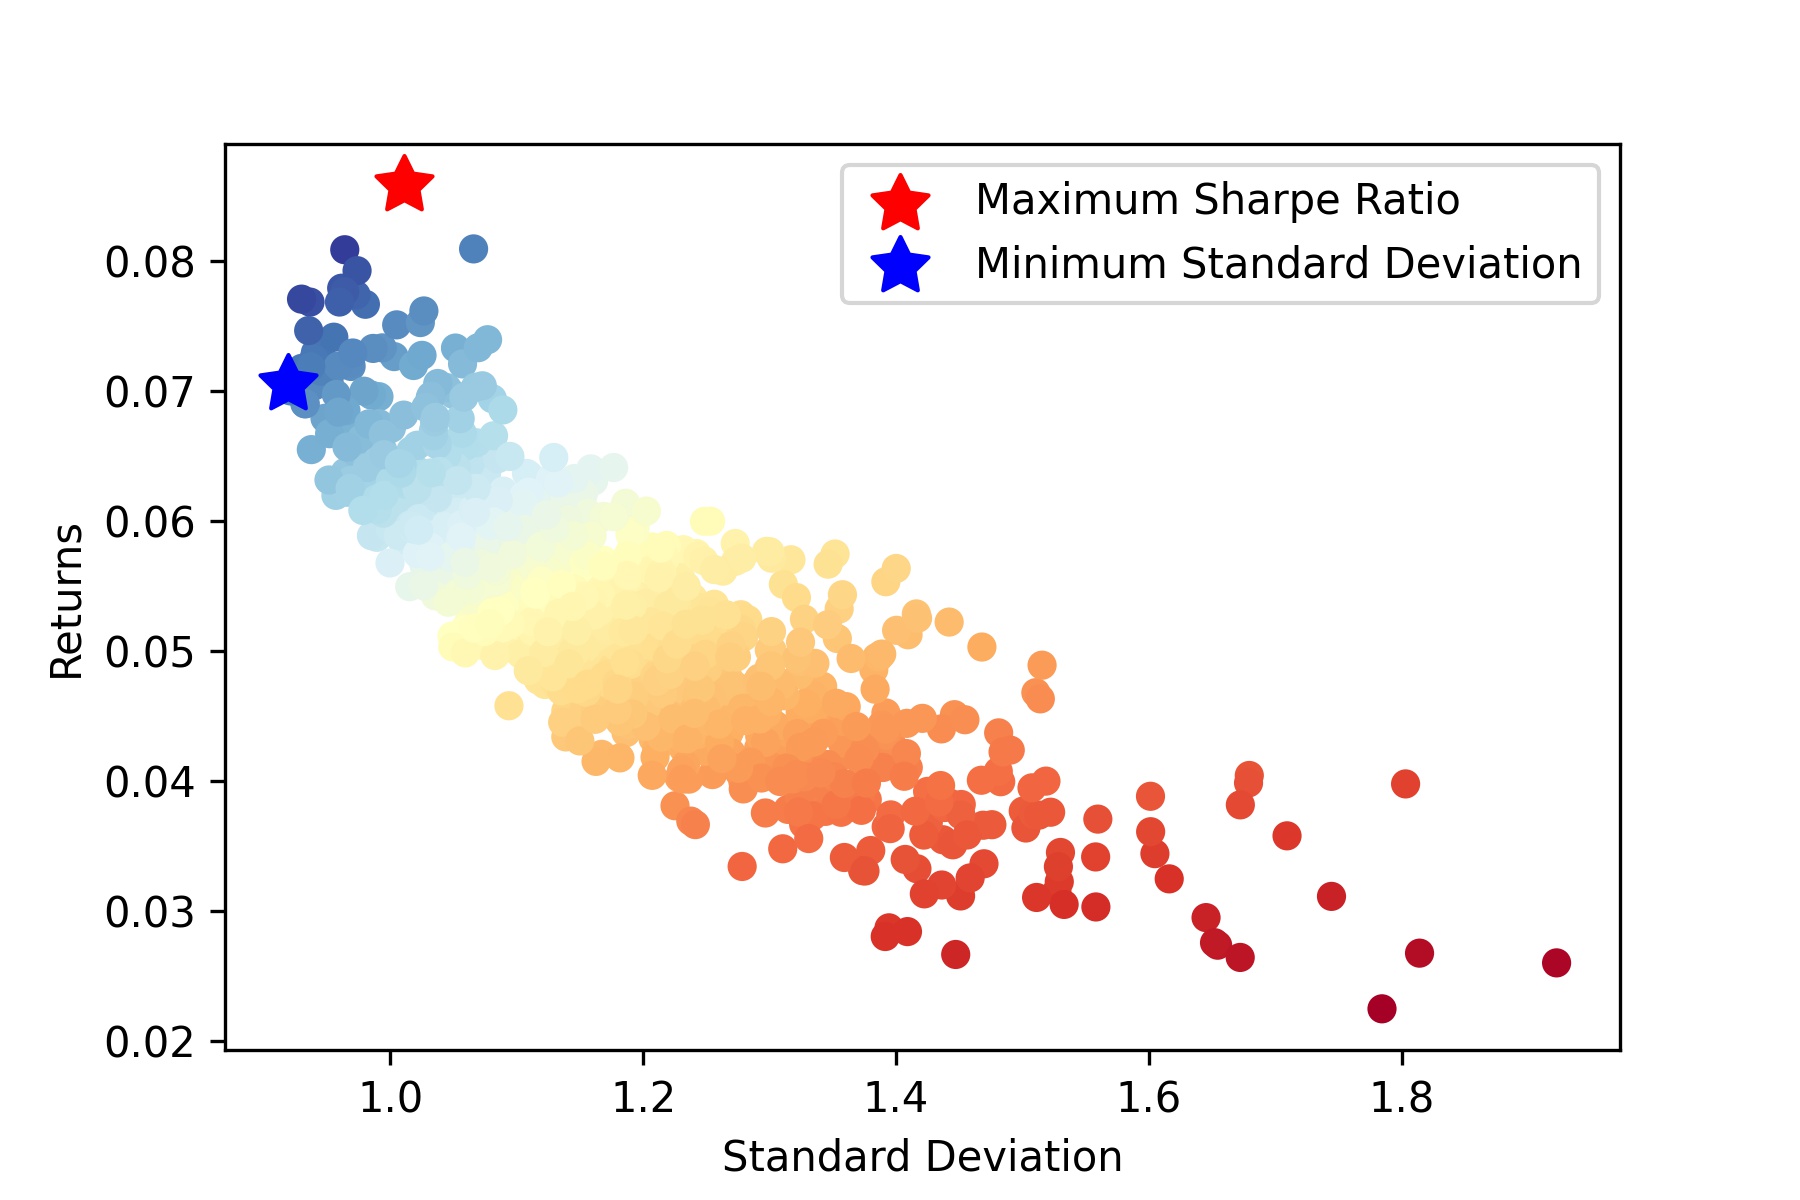 Maximum Sharpe Ratio
Minimum Standard Deviation
0.08
0.07
0.06
0.05
0.04
0.03
0.02
Returns
1.0 1.2 1.4 1.6 1.8
Standard Deviation